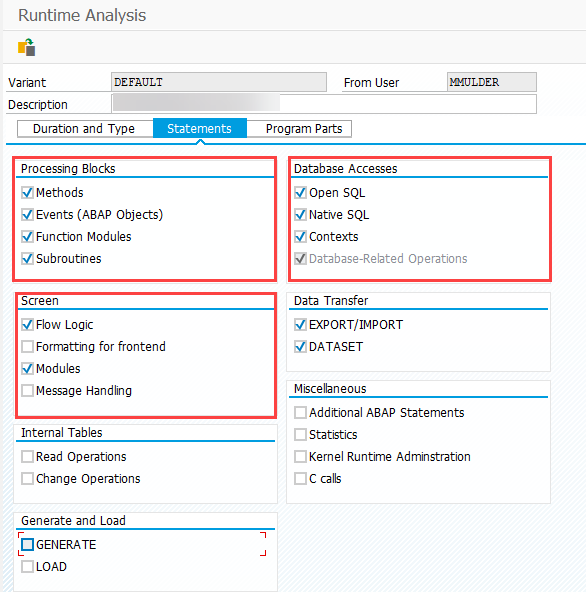 Runtime Analysis
Variant DEFAULT From User MMULDER
Description
Duration and Type Statements Program Parts
Processing Blocks
Methods
Events (ABAP Objects)
Function Modules
Subroutines
Database Accesses
Open SQL
Native SQL
Contexts
Database-Related Operations
Screen
Flow Logic
Formatting for frontend
Modules
Message Handling
Data Transfer
EXPORT/IMPORT
DATASET
Miscellaneous
Additional ABAP Statements
Statistics
Kernel Runtime Adminstration
C calls
Internal Tables
Read Operations
Change Operations
Generate and Load
GENERATE
LOAD